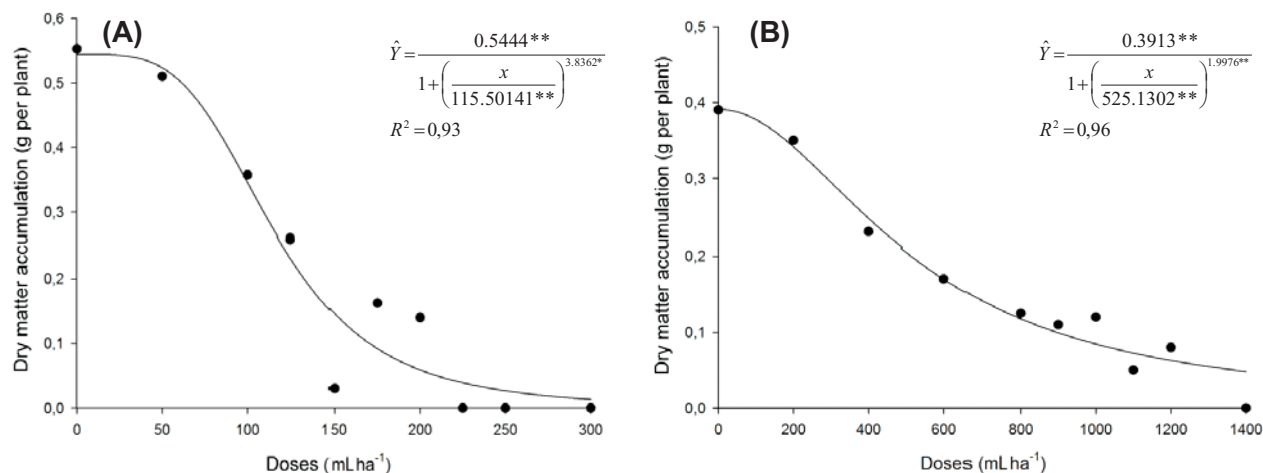 (A)
Ŷ = 0.5444** / 1 + (x / 115.50141**)^3.8362*
R² = 0,93
Dry matter accumulation (g per plant)
0,6
0,5
0,4
0,3
0,2
0,1
0,0
0 50 100 150 200 250 300
Doses (mL ha⁻¹)
(B)
Ŷ = 0.3913** / 1 + (x / 525.1302**)^1.9976**
R² = 0,96
Dry matter accumulation (g per plant)
0,5
0,4
0,3
0,2
0,1
0,0
0 200 400 600 800 1000 1200 1400
Doses (mL ha⁻¹)